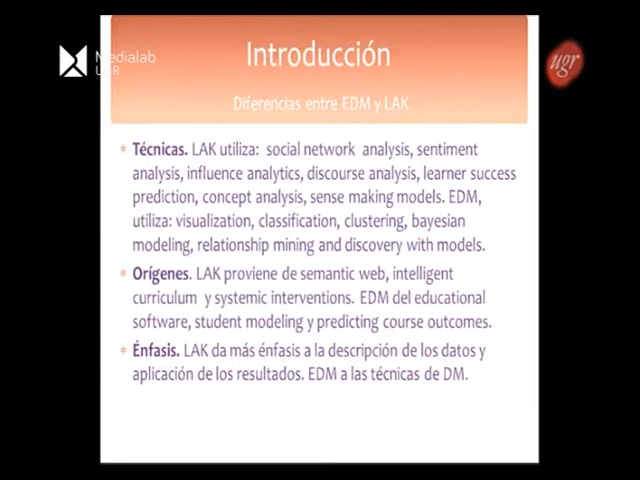 Medialab
UGR
ugr
Introducción
Diferencias entre EDM y LAK
* Técnicas. LAK utiliza: social network analysis, sentiment
analysis, influence analytics, discourse analysis, learner success
prediction, concept analysis, sense making models. EDM,
utiliza: visualization, classification, clustering, bayesian
modeling, relationship mining and discovery with models.
* Orígenes. LAK proviene de semantic web, intelligent
curriculum y systemic interventions. EDM del educational
software, student modeling y predicting course outcomes.
* Énfasis. LAK da más énfasis a la descripción de los datos y
aplicación de los resultados. EDM a las técnicas de DM.